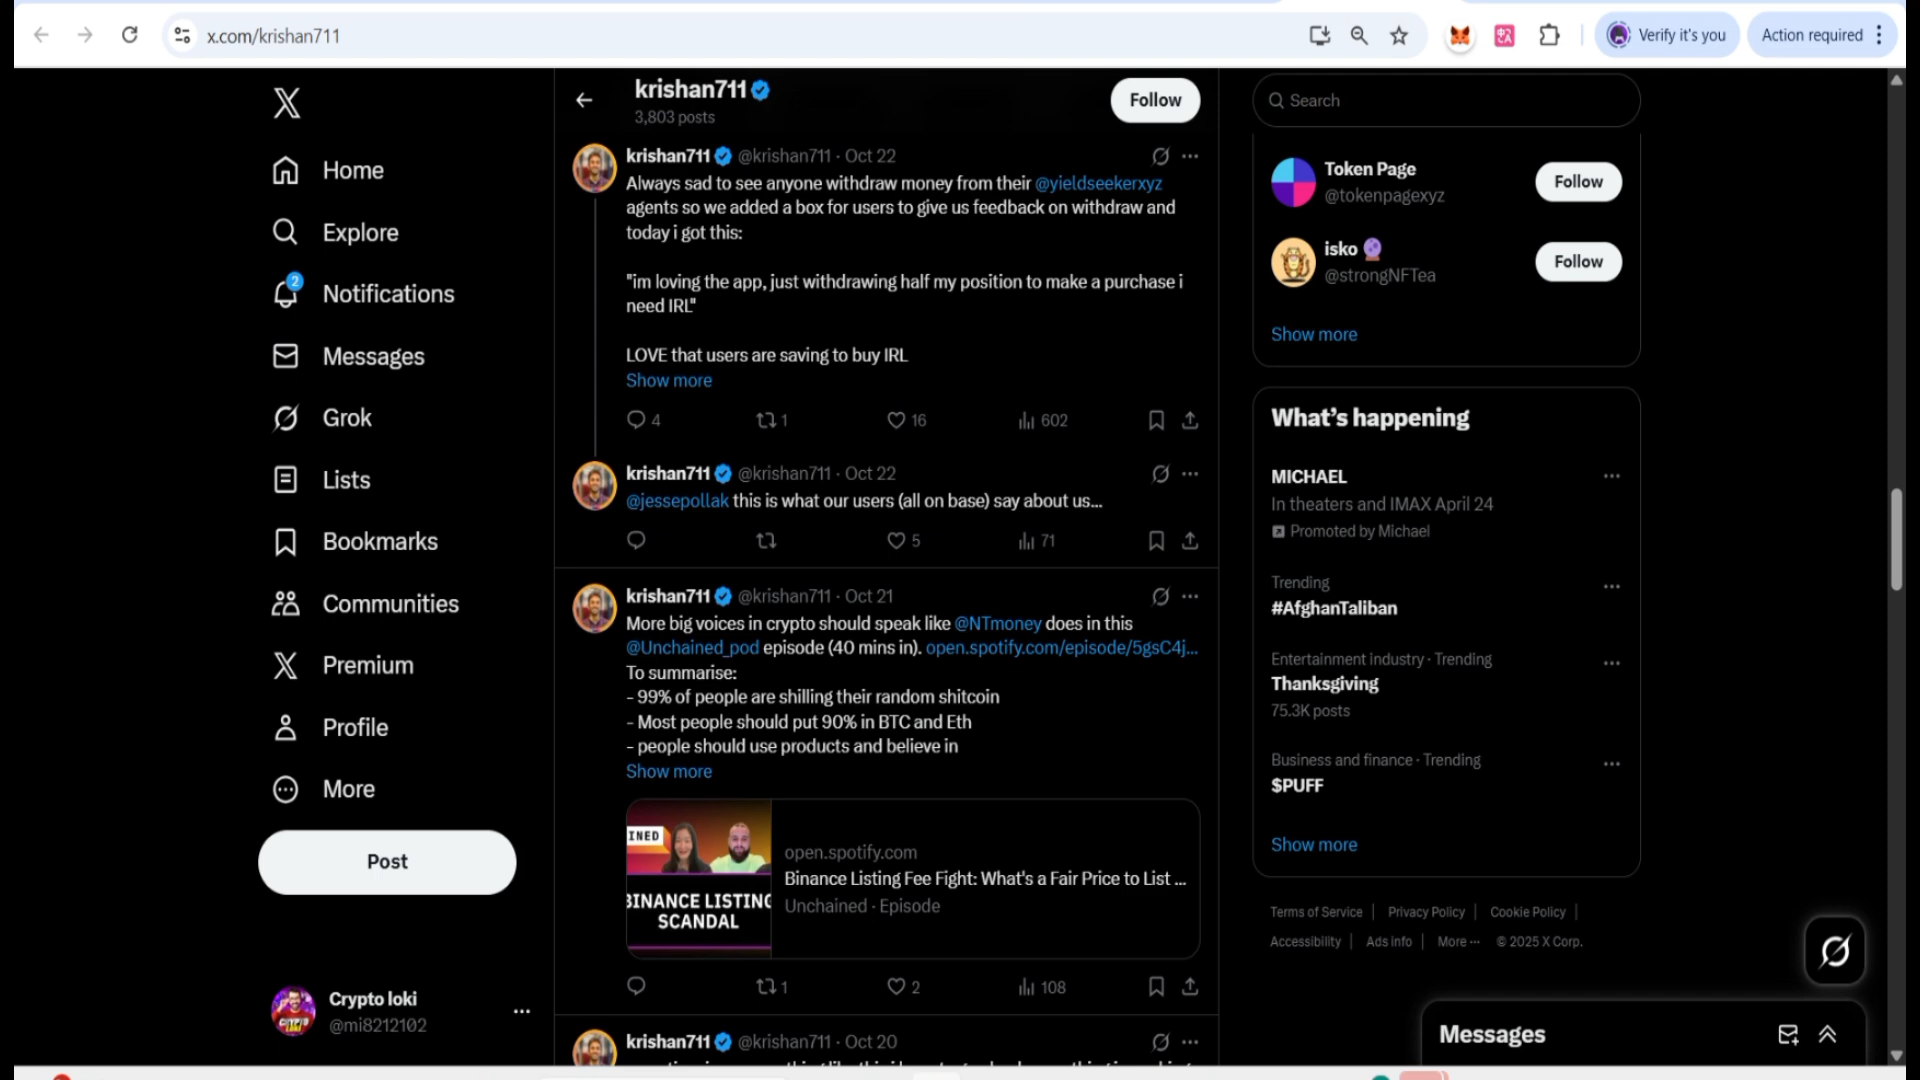 x.com/krishan711
Verify it's you
Action required
Home
Explore
2
Notifications
Messages
Grok
Lists
Bookmarks
Communities
Premium
Profile
More
Post
Crypto loki
@mi8212102
krishan711
3,803 posts
Follow
krishan711 @krishan711 · Oct 22
Always sad to see anyone withdraw money from their @yieldseekerxyz
agents so we added a box for users to give us feedback on withdraw and
today i got this:
"im loving the app, just withdrawing half my position to make a purchase i
need IRL"
LOVE that users are saving to buy IRL
Show more
4 1 16 602
krishan711 @krishan711 · Oct 22
@jessepollak this is what our users (all on base) say about us...
5 71
krishan711 @krishan711 · Oct 21
More big voices in crypto should speak like @NTmoney does in this
@Unchained_pod episode (40 mins in). open.spotify.com/episode/5gsC4j...
To summarise:
- 99% of people are shilling their random shitcoin
- Most people should put 90% in BTC and Eth
- people should use products and believe in
Show more
INED
BINANCE LISTING
SCANDAL
open.spotify.com
Binance Listing Fee Fight: What's a Fair Price to List ...
Unchained · Episode
1 2 108
krishan711 @krishan711 · Oct 20
Search
Token Page
@tokenpagexyz
Follow
isko
@strongNFTea
Follow
Show more
What's happening
MICHAEL
In theaters and IMAX April 24
Promoted by Michael
Trending
#AfghanTaliban
Entertainment industry · Trending
Thanksgiving
75.3K posts
Business and finance · Trending
$PUFF
Show more
Terms of Service | Privacy Policy | Cookie Policy |
Accessibility | Ads info | More ··· © 2025 X Corp.
Messages